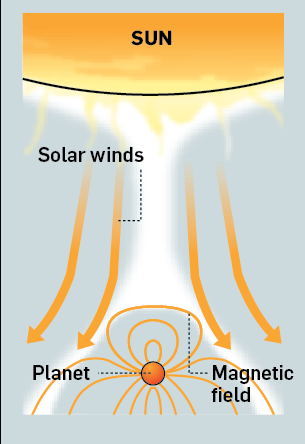 SUN
Solar winds
Planet
Magnetic
field